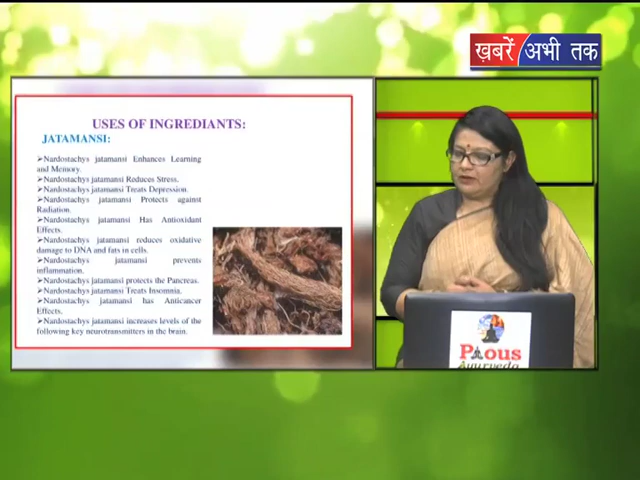 ख़बरें अभी तक
USES OF INGREDIANTS:
JATAMANSI:
➢Nardostachys jatamansi Enhances Learning
and Memory.
➢Nardostachys jatamansi Reduces Stress.
➢Nardostachys jatamansi Treats Depression.
➢Nardostachys jatamansi Protects against
Radiation.
➢Nardostachys jatamansi Has Antioxidant
Effects.
➢Nardostachys jatamansi reduces oxidative
damage to DNA and fats in cells.
➢Nardostachys jatamansi prevents
inflammation.
➢Nardostachys jatamansi protects the Pancreas.
➢Nardostachys jatamansi Treats Insomnia.
➢Nardostachys jatamansi has Anticancer
Effects.
➢Nardostachys jatamansi increases levels of the
following key neurotransmitters in the brain.
Pious
Ayurveda